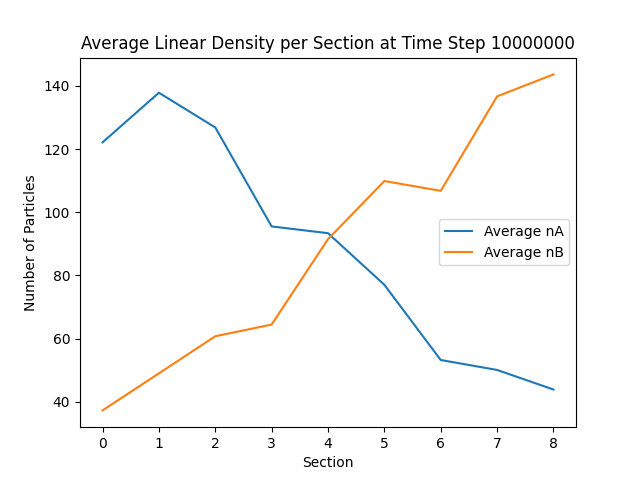 Average Linear Density per Section at Time Step 10000000
Number of Particles
140
120
100
80
60
40
Average nA
Average nB
0 1 2 3 4 5 6 7 8
Section